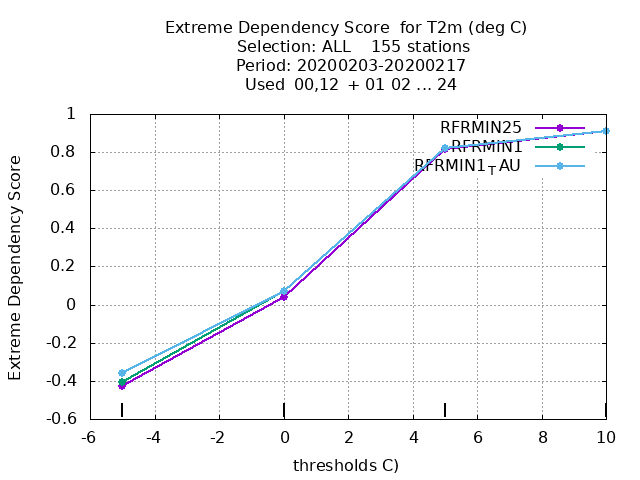 Extreme Dependency Score  for T2m (deg C)
Selection: ALL    155 stations
Period: 20200203-20200217
Used  00,12  + 01 02 ... 24
1
0.8
0.6
0.4
0.2
0
-0.2
-0.4
-0.6
-6 -4 -2 0 2 4 6 8 10
Extreme Dependency Score
thresholds C)
RFRMIN25
RFRMIN1
RFRMIN1TAU